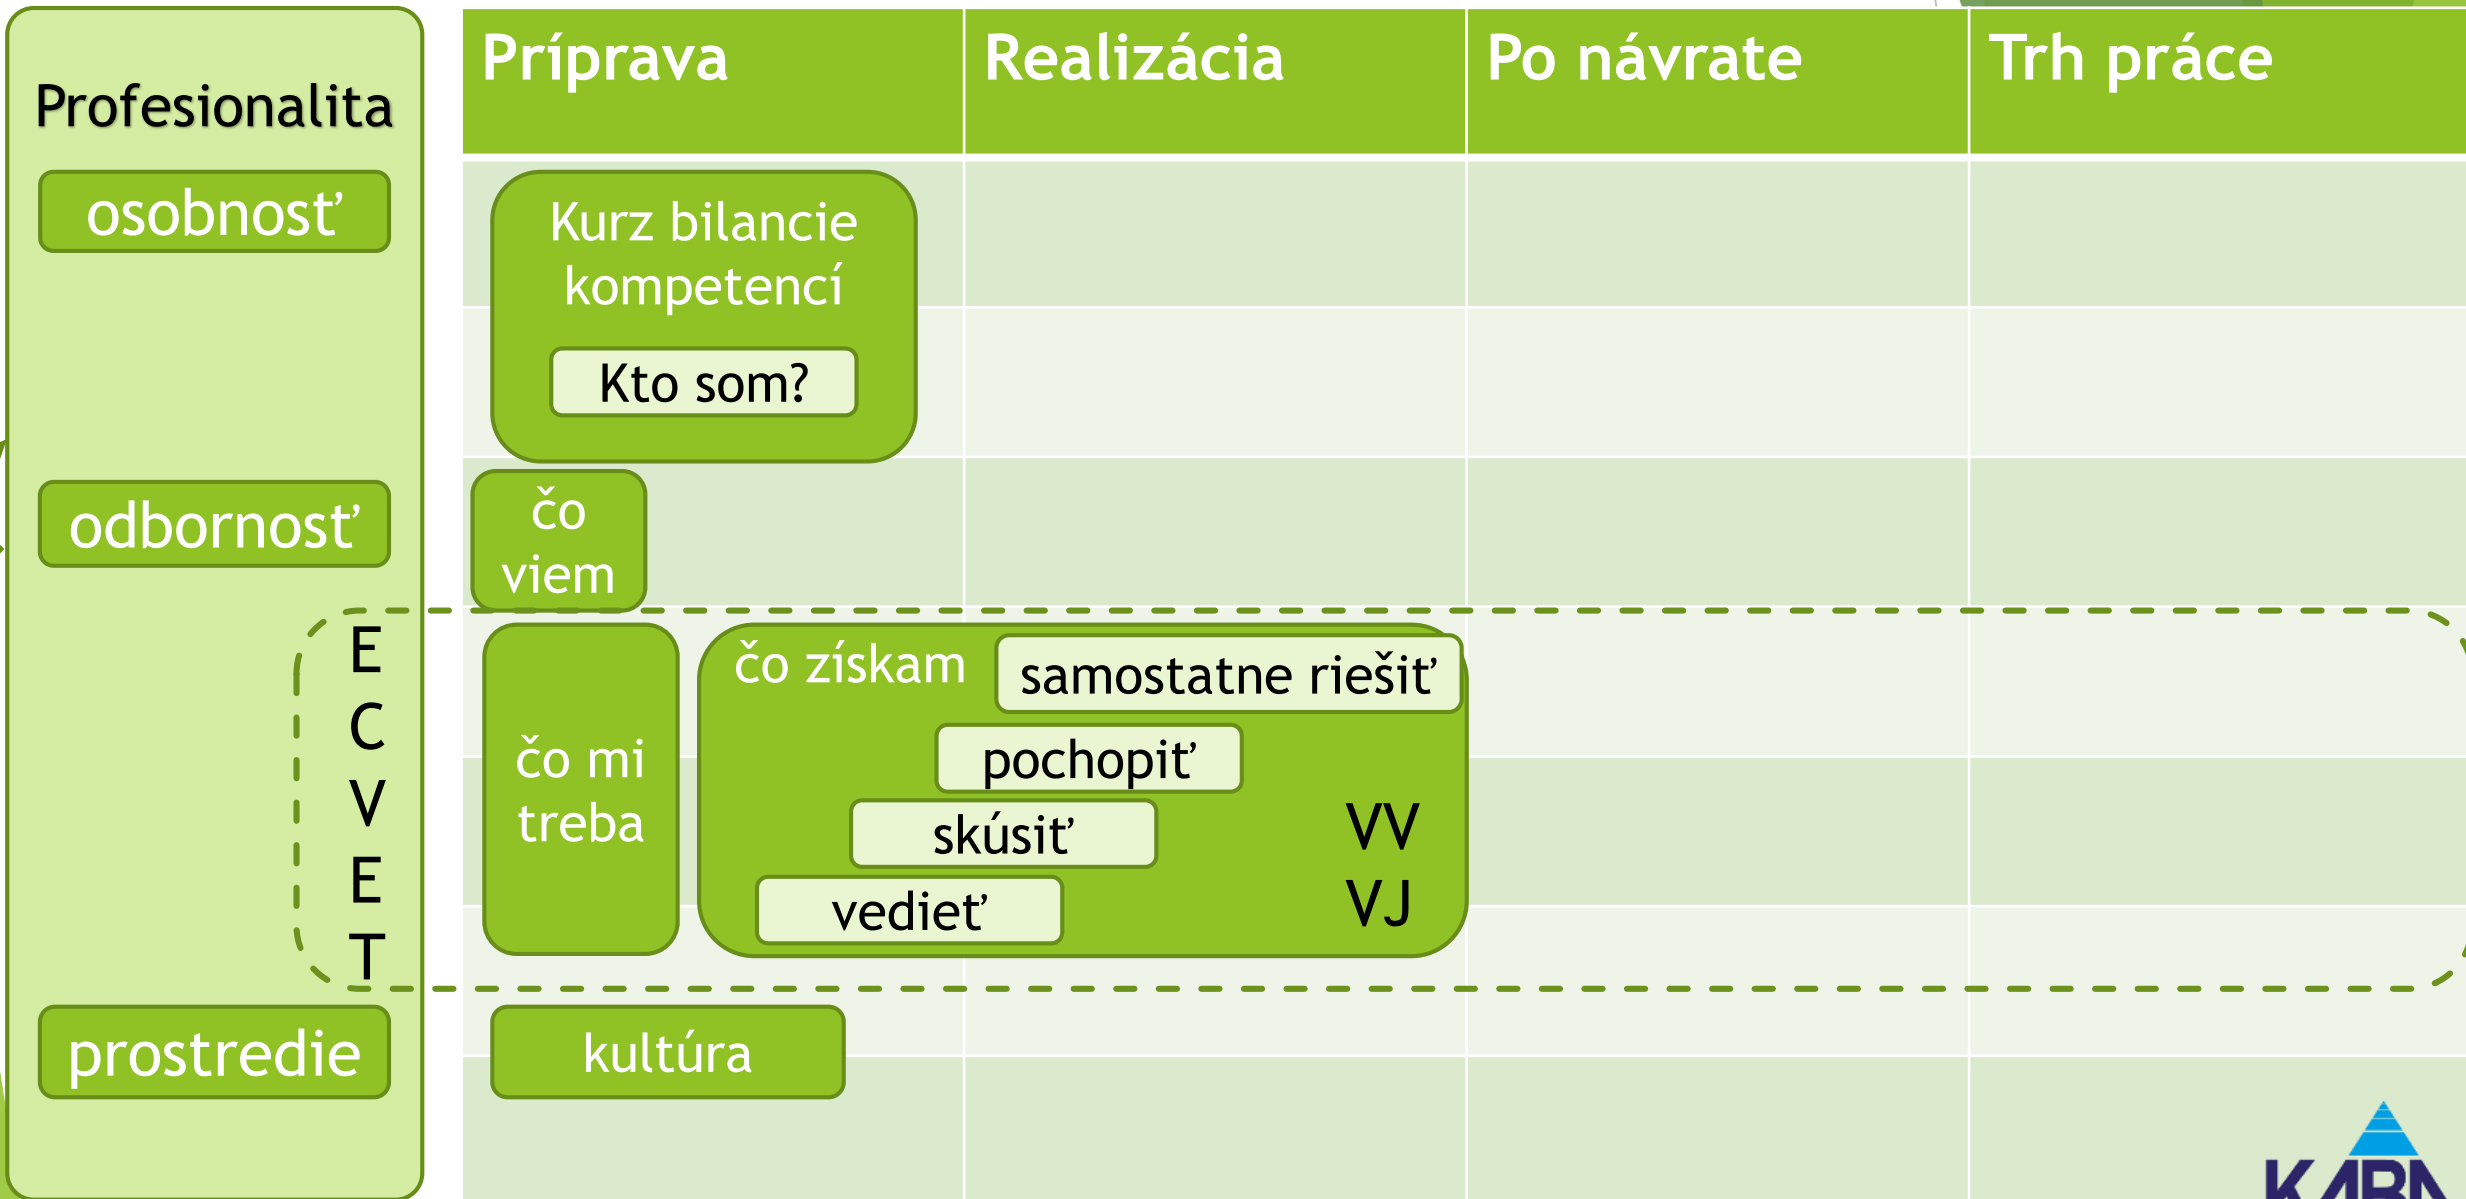 Profesionalita
Príprava
Realizácia
Po návrate
Trh práce
osobnosť
Kurz bilancie
kompetencí
Kto som?
odbornosť
čo
viem
E
C
V
E
T
čo mi
treba
čo získam
samostatne riešiť
pochopiť
skúsiť
vedieť
VV
VJ
prostredie
kultúra